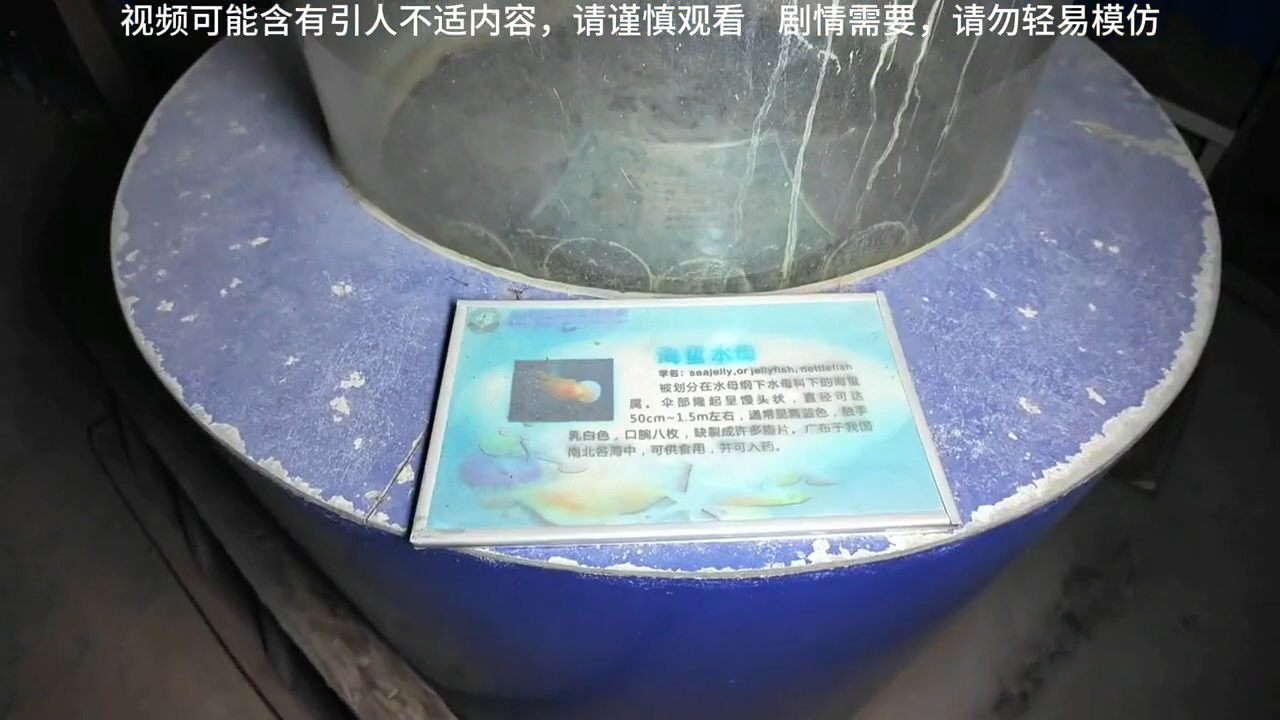 视频可能含有引人不适内容，请谨慎观看 剧情需要，请勿轻易模仿
海蜇水母
学名：seajelly,or jellyfish, nettlefish
被划分在水母纲下水母科下的海蜇
属。伞部隆起呈馒头状，直径可达
50cm~1.5m左右，通常呈青蓝色，触手
乳白色，口腕八枚，缺裂成许多瓣片。广布于我国
南北各海中，可供食用，并可入药。